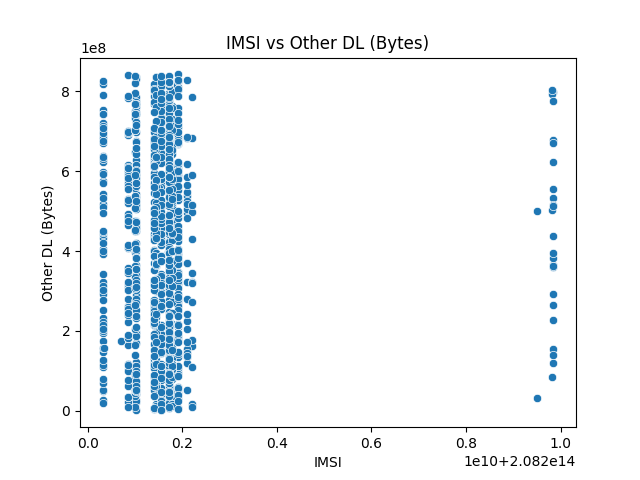 IMSI vs Other DL (Bytes)
1e8
8
6
4
2
0
Other DL (Bytes)
0.0 0.2 0.4 0.6 0.8 1.0
IMSI
1e10+2.082e14